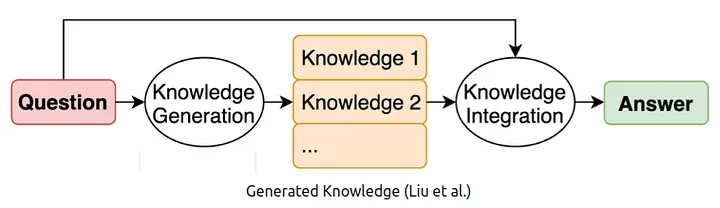 Question
Knowledge
Generation
Knowledge 1
Knowledge 2
...
Knowledge
Integration
Answer
Generated Knowledge (Liu et al.)